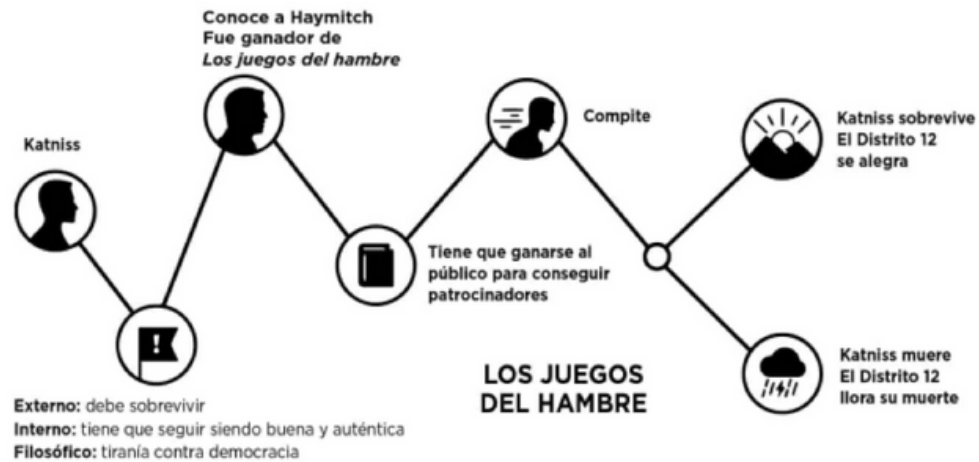 Katniss
Externo: debe sobrevivir
Interno: tiene que seguir siendo buena y auténtica
Filosófico: tiranía contra democracia
Conoce a Haymitch
Fue ganador de
Los juegos del hambre
Tiene que ganarse al
público para conseguir
patrocinadores
Compite
Katniss sobrevive
El Distrito 12
se alegra
Katniss muere
El Distrito 12
llora su muerte
LOS JUEGOS
DEL HAMBRE